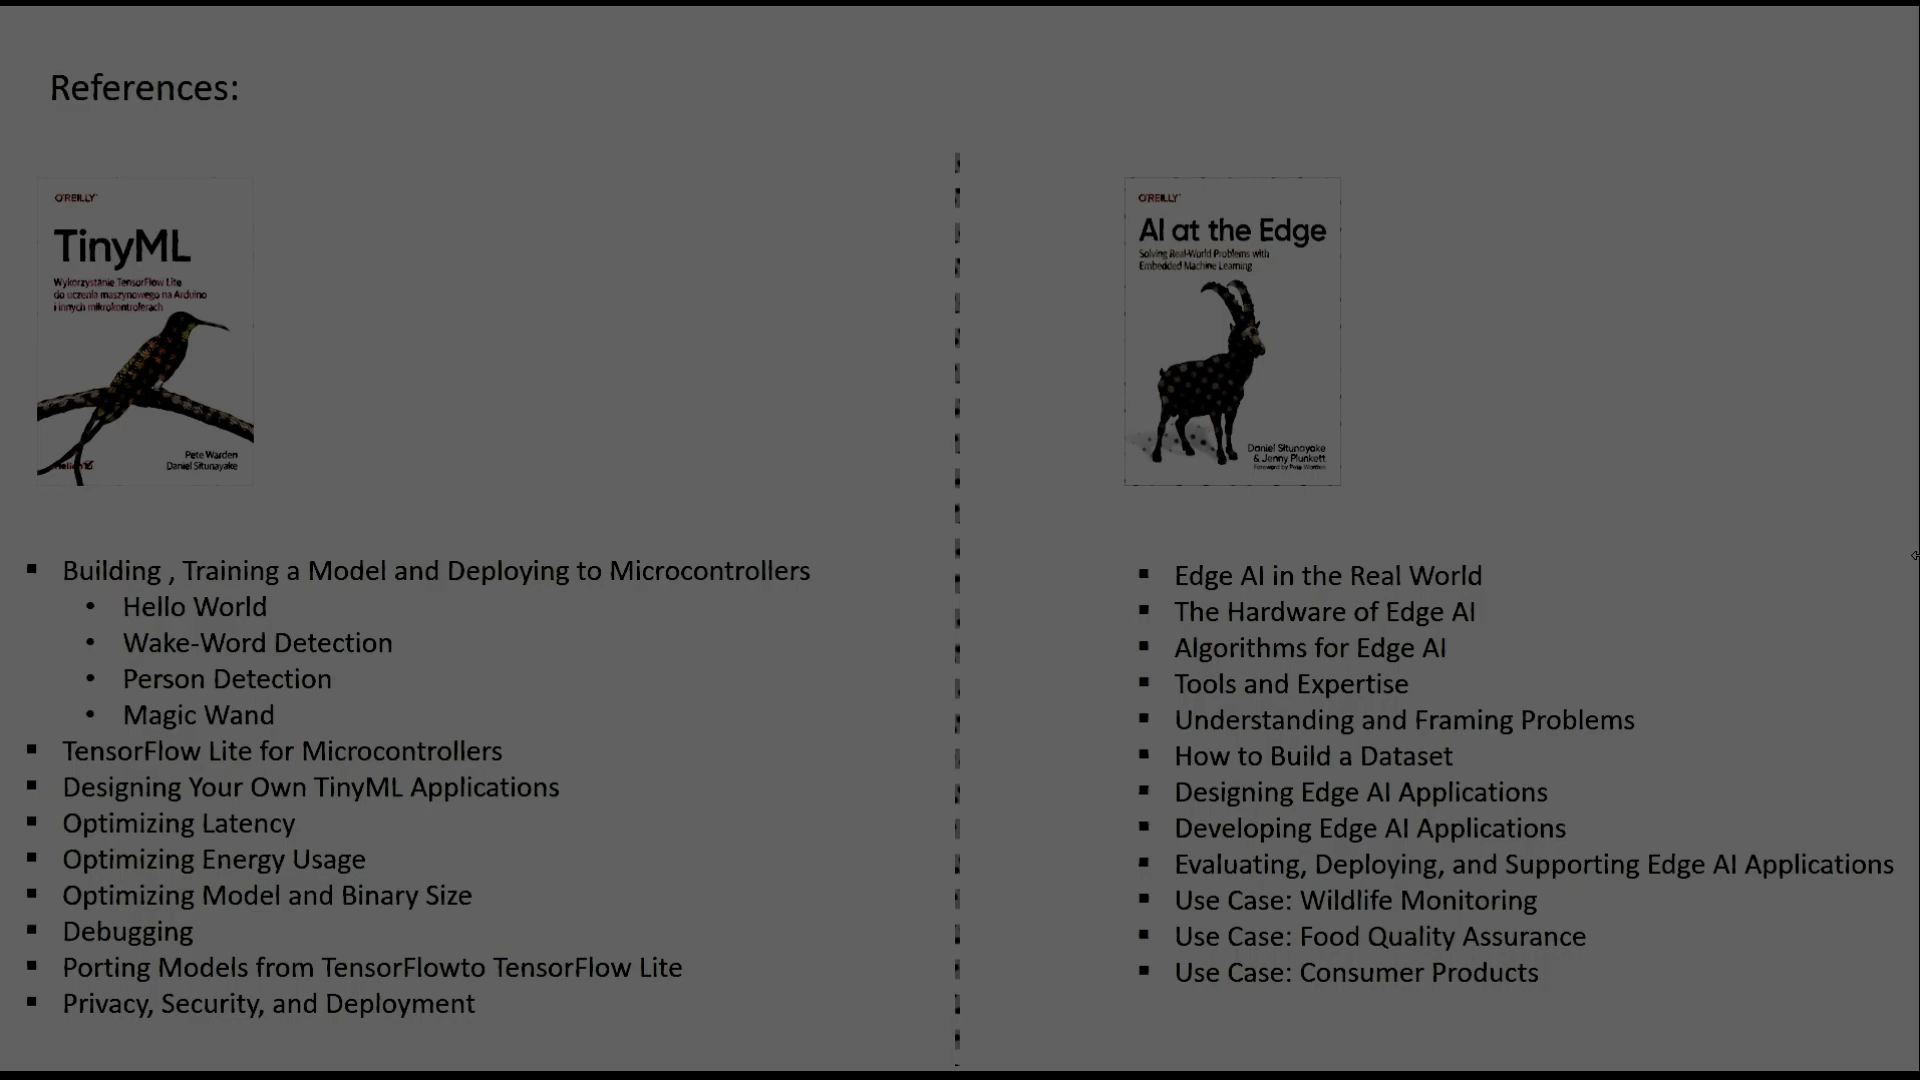 References:
O'REILLY
TinyML
Wykorzystanie TensorFlow Lite
do uczenia maszynowego na Arduino
i innych mikrokontroferach
Pete Warden
Daniel Situnayake
Helion
Building , Training a Model and Deploying to Microcontrollers
Hello World
Wake-Word Detection
Person Detection
Magic Wand
TensorFlow Lite for Microcontrollers
Designing Your Own TinyML Applications
Optimizing Latency
Optimizing Energy Usage
Optimizing Model and Binary Size
Debugging
Porting Models from TensorFlowto TensorFlow Lite
Privacy, Security, and Deployment
O'REILLY
AI at the Edge
Solving Real-World Problems with
Embedded Machine Learning
Daniel Situnayake
& Jenny Plunkett
Foreword by Pete Warden
Edge AI in the Real World
The Hardware of Edge AI
Algorithms for Edge AI
Tools and Expertise
Understanding and Framing Problems
How to Build a Dataset
Designing Edge AI Applications
Developing Edge AI Applications
Evaluating, Deploying, and Supporting Edge AI Applications
Use Case: Wildlife Monitoring
Use Case: Food Quality Assurance
Use Case: Consumer Products